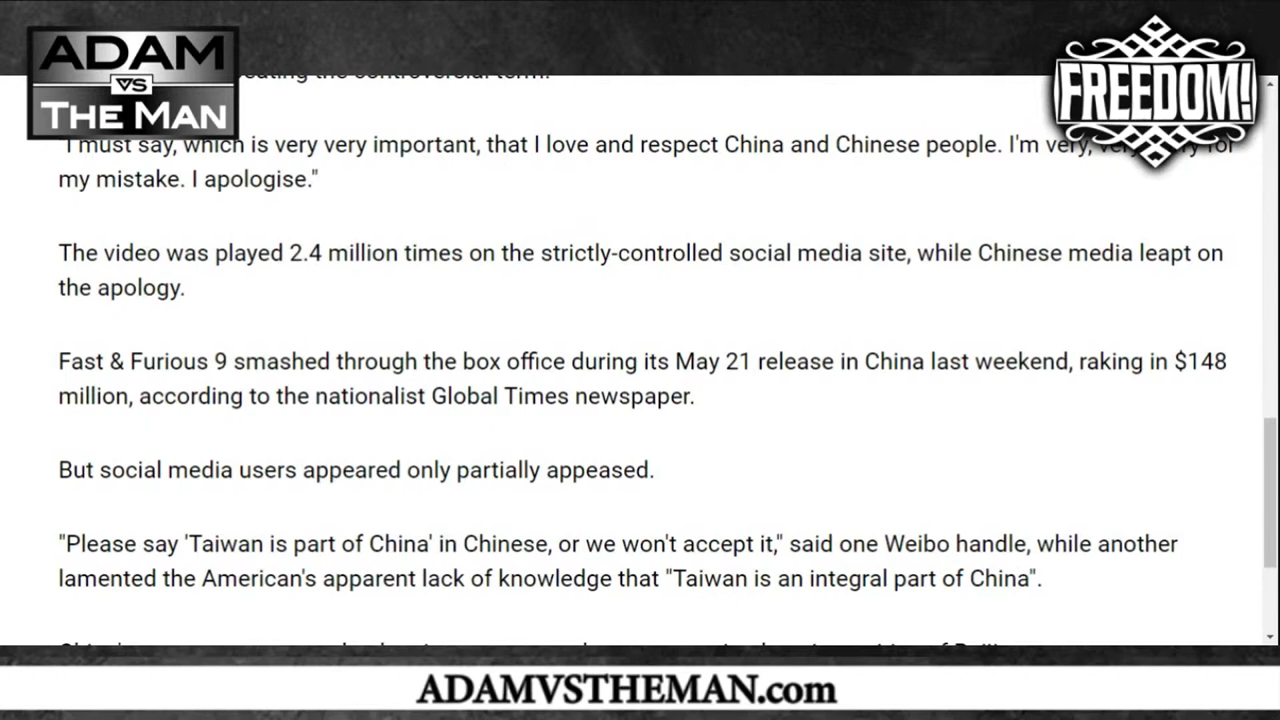 ADAM
VS
THE MAN
FREEDOM!
the controversial term.
"I must say, which is very very important, that I love and respect China and Chinese people. I'm very, for
my mistake. I apologise."
The video was played 2.4 million times on the strictly-controlled social media site, while Chinese media leapt on
the apology.
Fast & Furious 9 smashed through the box office during its May 21 release in China last weekend, raking in $148
million, according to the nationalist Global Times newspaper.
But social media users appeared only partially appeased.
"Please say 'Taiwan is part of China' in Chinese, or we won't accept it," said one Weibo handle, while another
lamented the American's apparent lack of knowledge that "Taiwan is an integral part of China".
ADAMVSTHEMAN.com